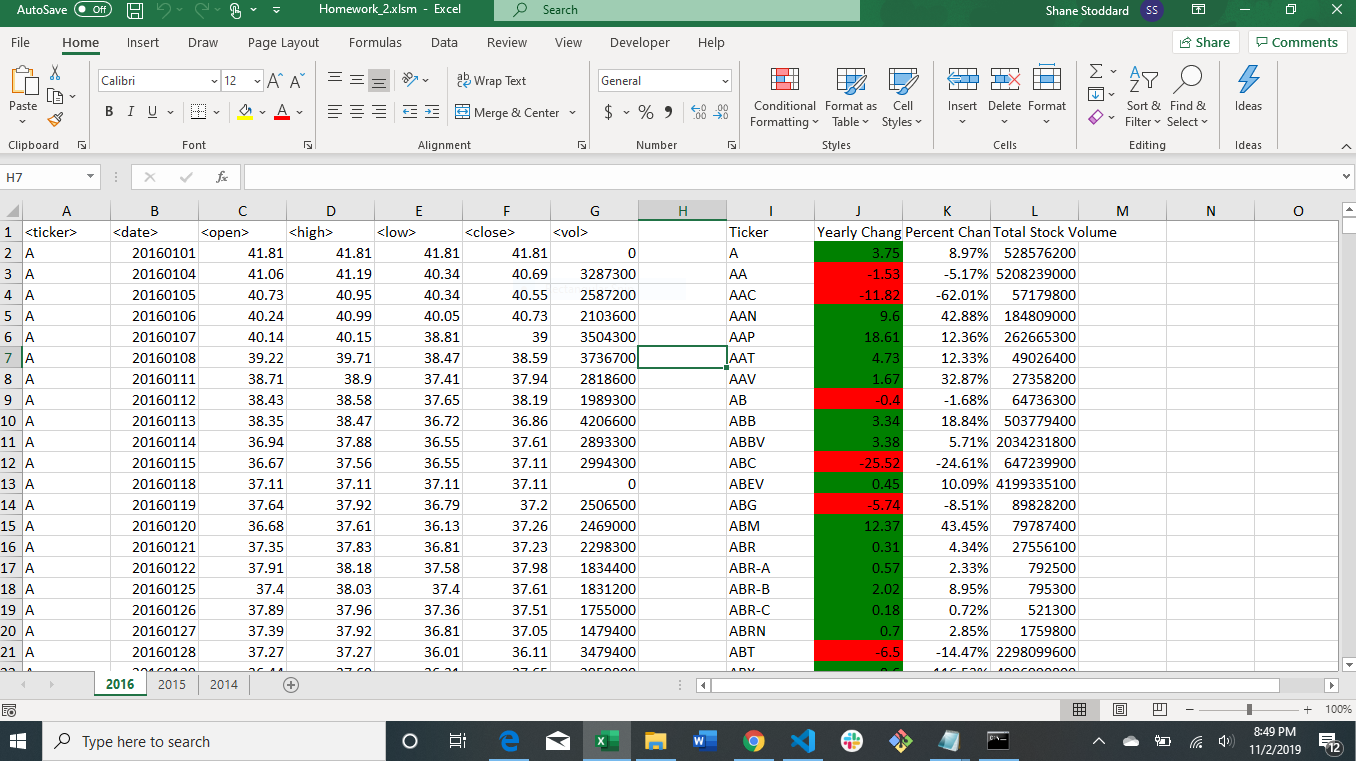 AutoSave Off Homework_2.xlsm - Excel Search Shane Stoddard SS
File Home Insert Draw Page Layout Formulas Data Review View Developer Help Share Comments
Calibri 12 Wrap Text General
Paste B I U A Merge & Center $ % Conditional Formatting Format as Table Cell Styles Insert Delete Format Sort & Filter Find & Select Ideas
Clipboard Font Alignment Number Styles Cells Editing Ideas
H7 fx
A B C D E F G H I J K L M N O
1 <ticker> <date> <open> <high> <low> <close> <vol> Ticker Yearly Chang Percent Chan Total Stock Volume
2 A 20160101 41.81 41.81 41.81 41.81 0 A 3.75 8.97% 528576200
3 A 20160104 41.06 41.19 40.34 40.69 3287300 AA -1.53 -5.17% 5208239000
4 A 20160105 40.73 40.95 40.34 40.55 2587200 AAC -11.82 -62.01% 57179800
5 A 20160106 40.24 40.99 40.05 40.73 2103600 AAN 9.6 42.88% 184809000
6 A 20160107 40.14 40.15 38.81 39 3504300 AAP 18.61 12.36% 262665300
7 A 20160108 39.22 39.71 38.47 38.59 3736700 AAT 4.73 12.33% 49026400
8 A 20160111 38.71 38.9 37.41 37.94 2818600 AAV 1.67 32.87% 27358200
9 A 20160112 38.43 38.58 37.65 38.19 1989300 AB -0.4 -1.68% 64736300
10 A 20160113 38.35 38.47 36.72 36.86 4206600 ABB 3.34 18.84% 503779400
11 A 20160114 36.94 37.88 36.55 37.61 2893300 ABBV 3.38 5.71% 2034231800
12 A 20160115 36.67 37.56 36.55 37.11 2994300 ABC -25.52 -24.61% 647239900
13 A 20160118 37.11 37.11 37.11 37.11 0 ABEV 0.45 10.09% 4199335100
14 A 20160119 37.64 37.92 36.79 37.2 2506500 ABG -5.74 -8.51% 89828200
15 A 20160120 36.68 37.61 36.13 37.26 2469000 ABM 12.37 43.45% 79787400
16 A 20160121 37.35 37.83 36.81 37.23 2298300 ABR 0.31 4.34% 27556100
17 A 20160122 37.91 38.18 37.58 37.98 1834400 ABR-A 0.57 2.33% 792500
18 A 20160125 37.4 38.03 37.4 37.61 1831200 ABR-B 2.02 8.95% 795300
19 A 20160126 37.89 37.96 37.36 37.51 1755000 ABR-C 0.18 0.72% 521300
20 A 20160127 37.39 37.92 36.81 37.05 1479400 ABRN 0.7 2.85% 1759800
21 A 20160128 37.27 37.27 36.01 36.11 3479400 ABT -6.5 -14.47% 2298099600
2016 2015 2014
100%
Type here to search 8:49 PM
11/2/2019 12